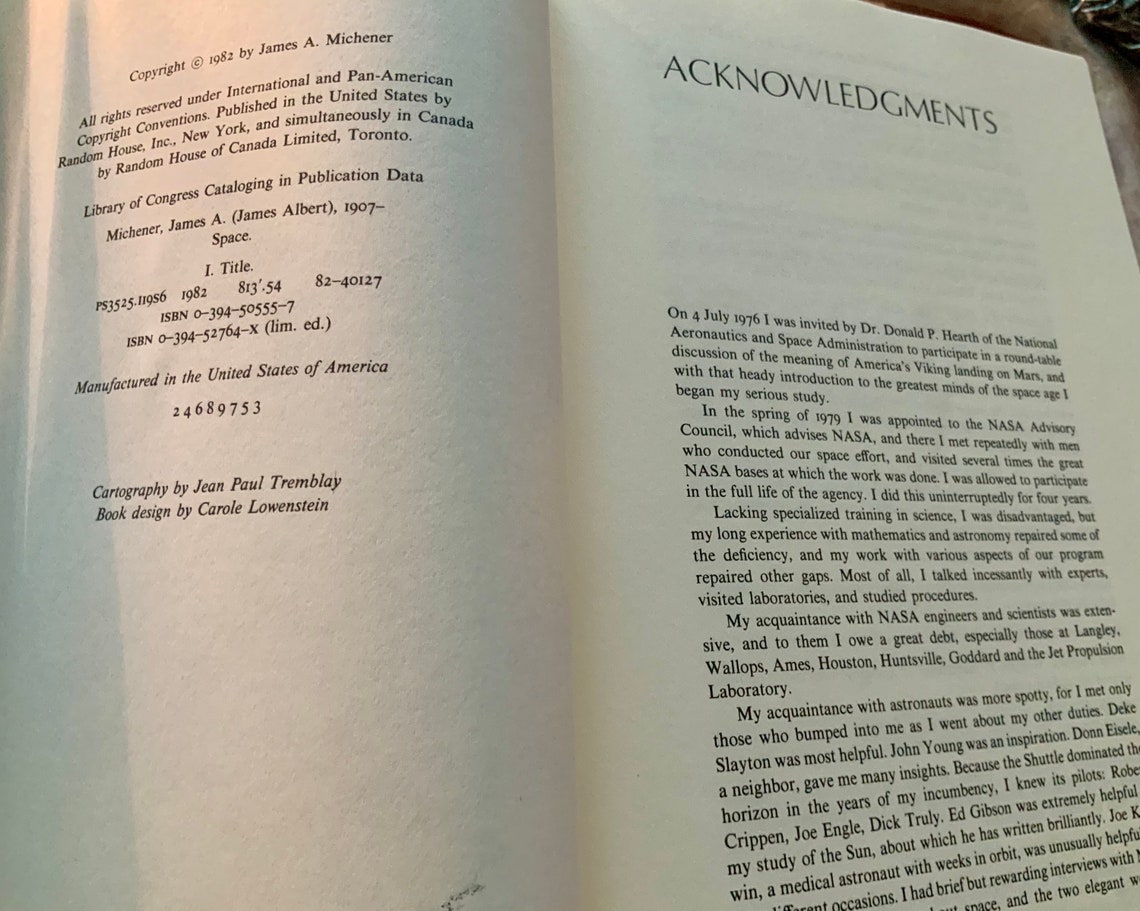 Copyright © 1982 by James A. Michener
All rights reserved under International and Pan-American
Copyright Conventions. Published in the United States by
Random House, Inc., New York, and simultaneously in Canada
by Random House of Canada Limited, Toronto.
Library of Congress Cataloging in Publication Data
Michener, James A. (James Albert), 1907–
Space.
I. Title.
PS3525.I19S6 1982 813'.54 82–40127
ISBN 0–394–50555–7
ISBN 0–394–52764–X (lim. ed.)
Manufactured in the United States of America
2 4 6 8 9 7 5 3
Cartography by Jean Paul Tremblay
Book design by Carole Lowenstein
ACKNOWLEDGMENTS
On 4 July 1976 I was invited by Dr. Donald P. Hearth of the National
Aeronautics and Space Administration to participate in a round-table
discussion of the meaning of America's Viking landing on Mars, and
with that heady introduction to the greatest minds of the space age I
began my serious study.
In the spring of 1979 I was appointed to the NASA Advisory
Council, which advises NASA, and there I met repeatedly with men
who conducted our space effort, and visited several times the great
NASA bases at which the work was done. I was allowed to participate
in the full life of the agency. I did this uninterruptedly for four years.
Lacking specialized training in science, I was disadvantaged, but
my long experience with mathematics and astronomy repaired some of
the deficiency, and my work with various aspects of our program
repaired other gaps. Most of all, I talked incessantly with experts,
visited laboratories, and studied procedures.
My acquaintance with NASA engineers and scientists was exten-
sive, and to them I owe a great debt, especially those at Langley,
Wallops, Ames, Houston, Huntsville, Goddard and the Jet Propulsion
Laboratory.
My acquaintance with astronauts was more spotty, for I met only
those who bumped into me as I went about my other duties. Deke
Slayton was most helpful. John Young was an inspiration. Donn Eisele,
a neighbor, gave me many insights. Because the Shuttle dominated the
horizon in the years of my incumbency, I knew its pilots: Robe
Crippen, Joe Engle, Dick Truly. Ed Gibson was extremely helpful
my study of the Sun, about which he has written brilliantly. Joe K
win, a medical astronaut with weeks in orbit, was unusually helpfu
occasions. I had brief but rewarding interviews with
space, and the two elegant